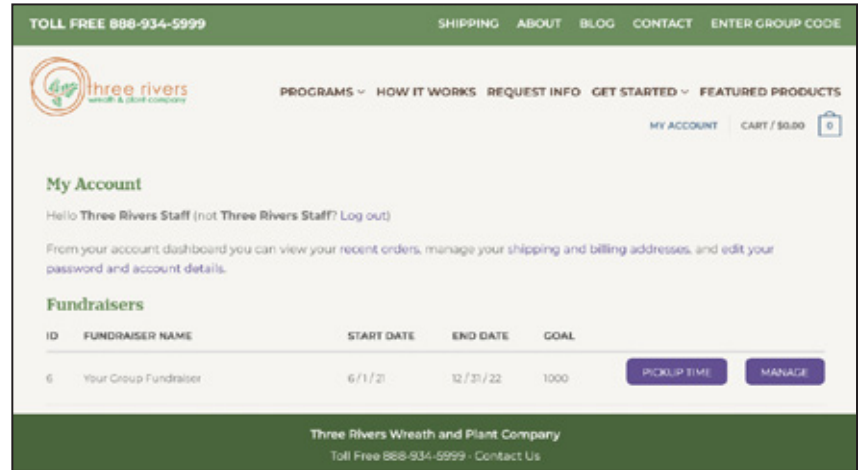 TOLL FREE 888-934-5999 SHIPPING ABOUT BLOG CONTACT ENTER GROUP CODE
three rivers
wreath & plant company
PROGRAMS HOW IT WORKS REQUEST INFO GET STARTED FEATURED PRODUCTS
MY ACCOUNT CART / $0.00 0
My Account
Hello Three Rivers Staff (not Three Rivers Staff? Log out)
From your account dashboard you can view your recent orders, manage your shipping and billing addresses, and edit your
password and account details.
Fundraisers
ID FUNDRAISER NAME START DATE END DATE GOAL
6 Your Group Fundraiser 6/1/21 12/31/22 1000 PICKUP TIME MANAGE
Three Rivers Wreath and Plant Company
Toll Free 888-934-5999 - Contact Us